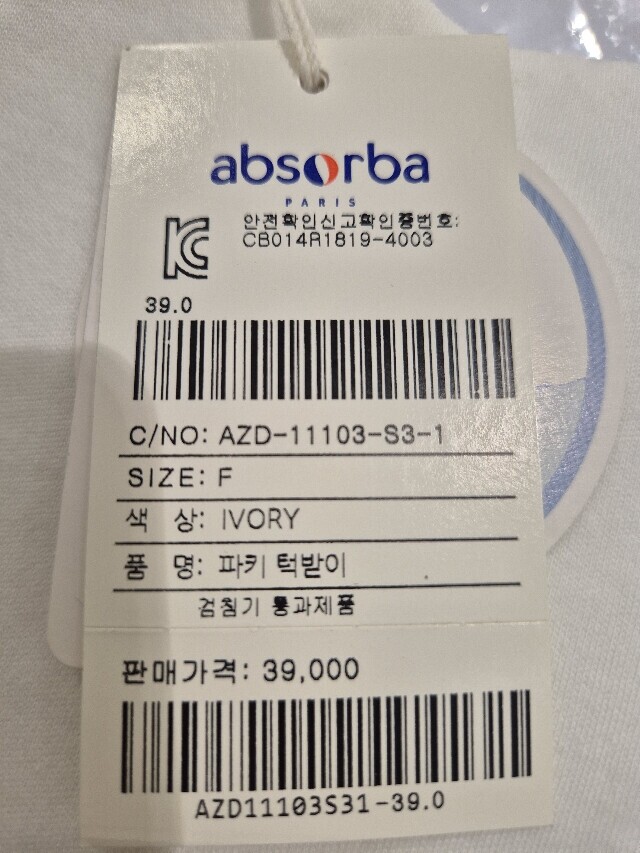 absorba
PARIS
안전확인신고확인증번호:
CB014R1819-4003
39.0
C/NO: AZD-11103-S3-1
SIZE: F
색 상: IVORY
품 명: 파키 턱받이
검침기 통과제품
판매가격: 39,000
AZD11103S31-39.0